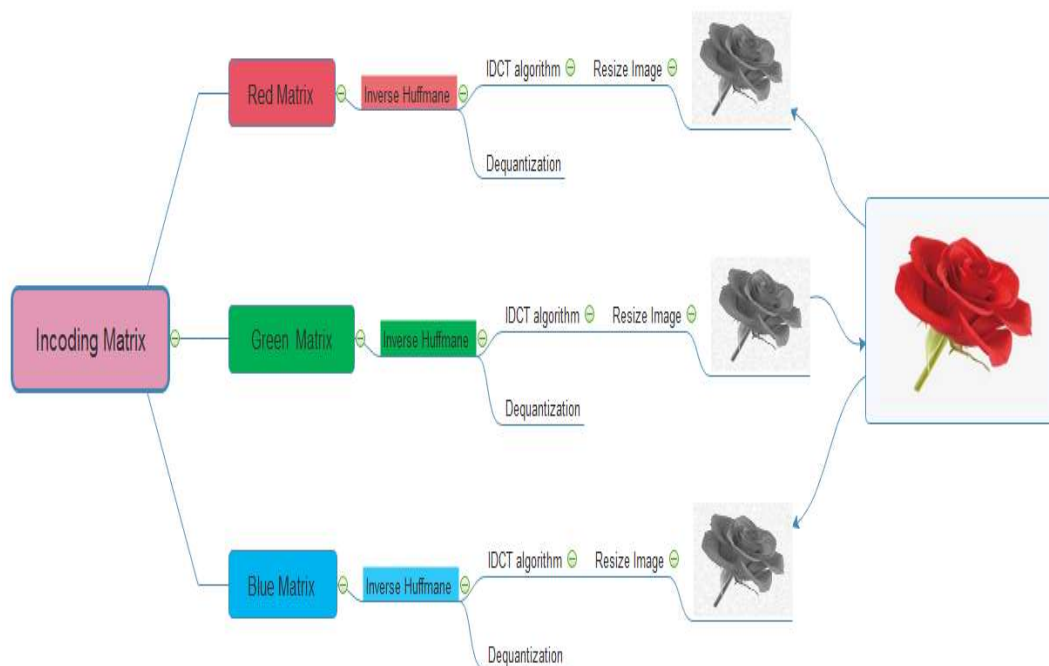 Incoding Matrix
Red Matrix
Inverse Huffmane
IDCT algorithm
Resize Image
Dequantization
Green Matrix
Inverse Huffmane
IDCT algorithm
Resize Image
Dequantization
Blue Matrix
Inverse Huffmane
IDCT algorithm
Resize Image
Dequantization